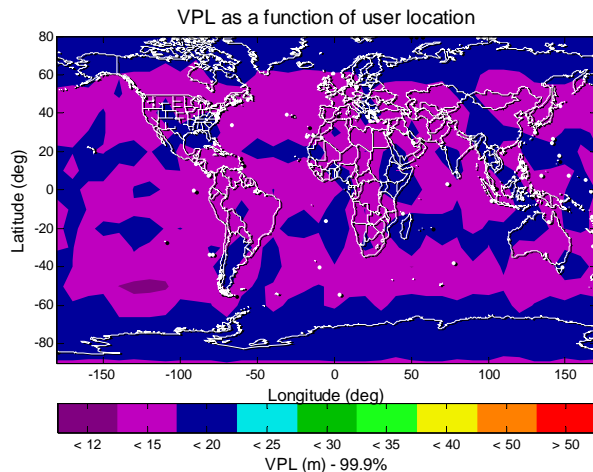 VPL as a function of user location
80
60
40
20
0
-20
-40
-60
-80
Latitude (deg)
-150 -100 -50 0 50 100 150
Longitude (deg)
< 12 < 15 < 20 < 25 < 30 < 35 < 40 < 50 > 50
VPL (m) - 99.9%